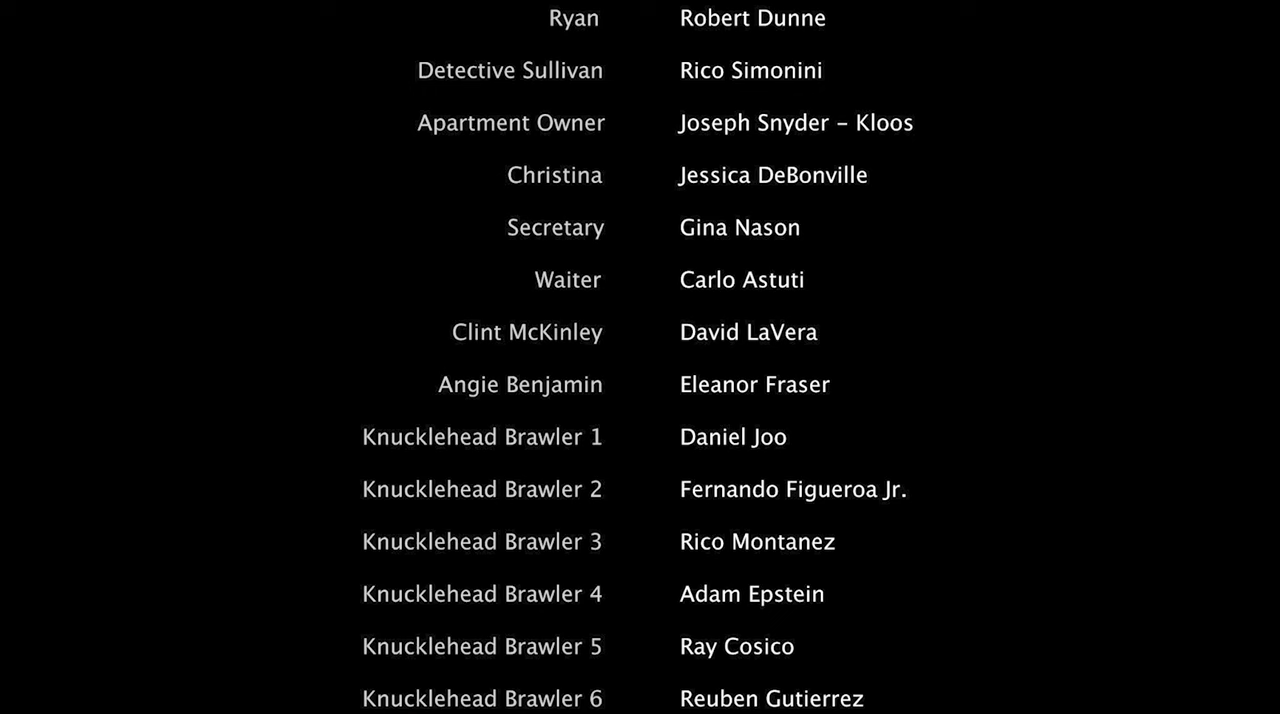 Ryan Robert Dunne
Detective Sullivan Rico Simonini
Apartment Owner Joseph Snyder - Kloos
Christina Jessica DeBonville
Secretary Gina Nason
Waiter Carlo Astuti
Clint McKinley David LaVera
Angie Benjamin Eleanor Fraser
Knucklehead Brawler 1 Daniel Joo
Knucklehead Brawler 2 Fernando Figueroa Jr.
Knucklehead Brawler 3 Rico Montanez
Knucklehead Brawler 4 Adam Epstein
Knucklehead Brawler 5 Ray Cosico
Knucklehead Brawler 6 Reuben Gutierrez